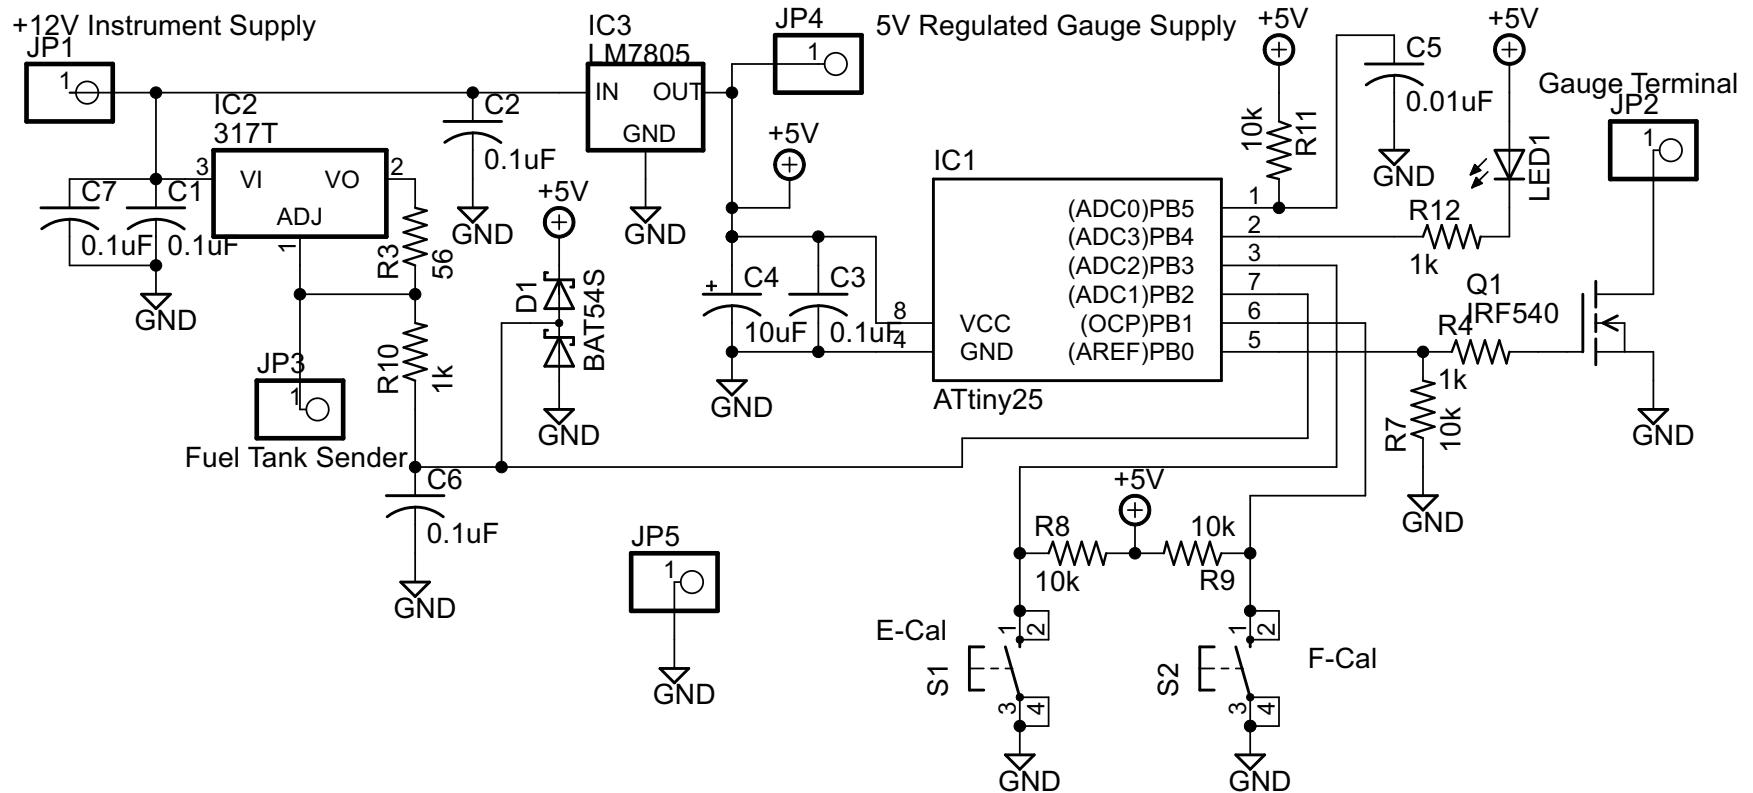 +12V Instrument Supply
JP1
1
IC2
317T
3
VI
VO
2
ADJ
1
C7
0.1uF
C1
0.1uF
GND
R3
56
R10
1k
JP3
1
Fuel Tank Sender
C6
0.1uF
GND
C2
0.1uF
GND
IC3
LM7805
IN
OUT
GND
GND
JP4
1
5V Regulated Gauge Supply
+5V
+5V
D1
BAT54S
GND
+
C4
10uF
C3
0.1uF
GND
8
4
IC1
VCC
GND
(ADC0)PB5
(ADC3)PB4
(ADC2)PB3
(ADC1)PB2
(OCP)PB1
(AREF)PB0
ATtiny25
1
2
3
7
6
5
+5V
10k
R11
C5
0.01uF
GND
+5V
LED1
R12
1k
Gauge Terminal
JP2
1
Q1
IRF540
R4
1k
R7
10k
GND
GND
JP5
1
GND
+5V
R8
10k
10k
R9
E-Cal
S1
1
2
3
4
GND
F-Cal
S2
1
2
3
4
GND